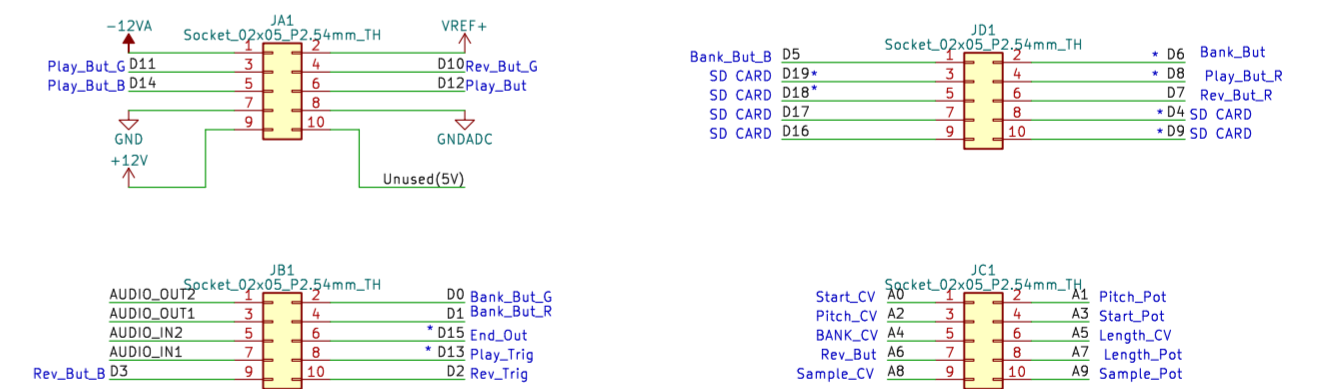 JA1
Socket_02x05_P2.54mm_TH
-12VA 1 2 VREF+
Play_But_G D11 3 4 D10 Rev_But_G
Play_But_B D14 5 6 D12 Play_But
7 8
GND 9 10 GNDADC
+12V
Unused(5V)
JD1
Socket_02x05_P2.54mm_TH
Bank_But_B D5 1 2 * D6 Bank_But
SD CARD D19* 3 4 * D8 Play_But_R
SD CARD D18* 5 6 D7 Rev_But_R
SD CARD D17 7 8 * D4 SD CARD
SD CARD D16 9 10 * D9 SD CARD
JB1
Socket_02x05_P2.54mm_TH
AUDIO_OUT2 1 2 D0 Bank_But_G
AUDIO_OUT1 3 4 D1 Bank_But_R
AUDIO_IN2 5 6 * D15 End_Out
AUDIO_IN1 7 8 * D13 Play_Trig
Rev_But_B D3 9 10 D2 Rev_Trig
JC1
Socket_02x05_P2.54mm_TH
Start_CV A0 1 2 A1 Pitch_Pot
Pitch_CV A2 3 4 A3 Start_Pot
BANK_CV A4 5 6 A5 Length_CV
Rev_But A6 7 8 A7 Length_Pot
Sample_CV A8 9 10 A9 Sample_Pot